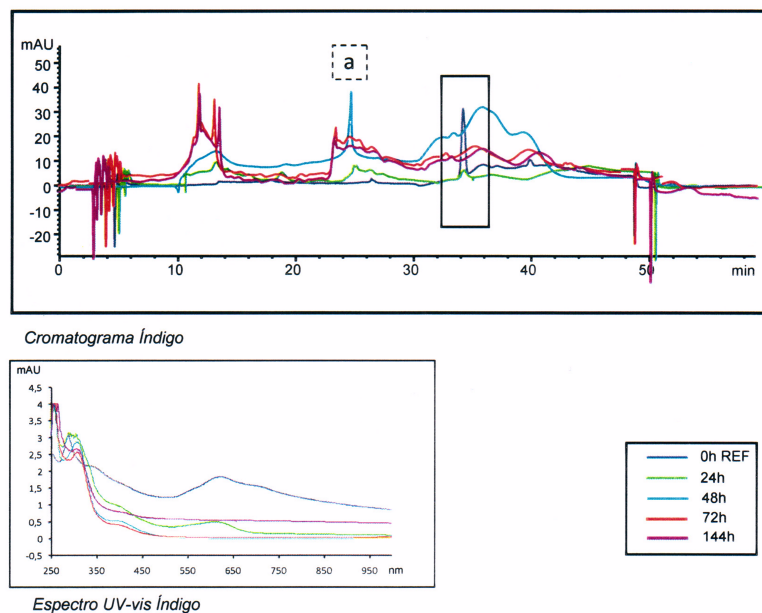 mAU
50
40
30
20
10
0
-10
-20
a
0 10 20 30 40 50 min
Cromatograma Índigo
mAU
4,5
4
3,5
3
2,5
2
1,5
1
0,5
0
-0,5
250 350 450 550 650 750 850 950 nm
Espectro UV-vis Índigo
0h REF
24h
48h
72h
144h